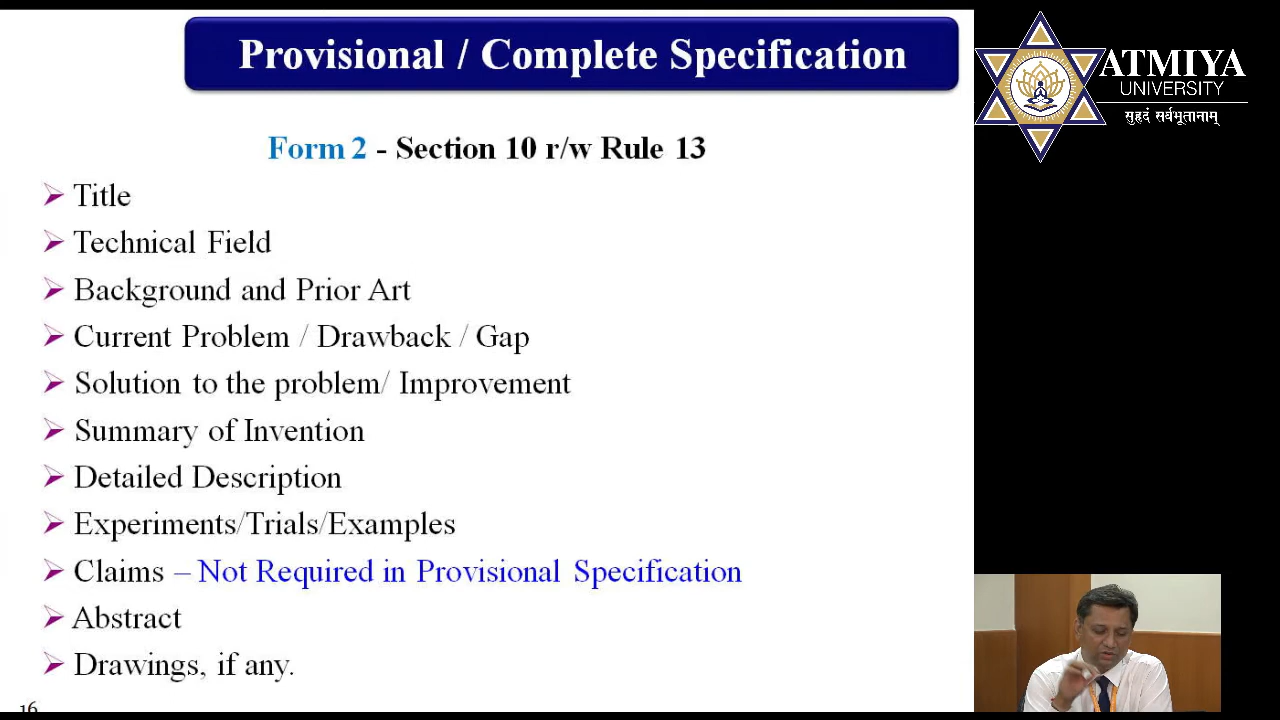 Provisional / Complete Specification
ATMIYA
UNIVERSITY
सुहृदं सर्वभूतानाम्
Form 2 - Section 10 r/w Rule 13
Title
Technical Field
Background and Prior Art
Current Problem / Drawback / Gap
Solution to the problem/ Improvement
Summary of Invention
Detailed Description
Experiments/Trials/Examples
Claims – Not Required in Provisional Specification
Abstract
Drawings, if any.
16